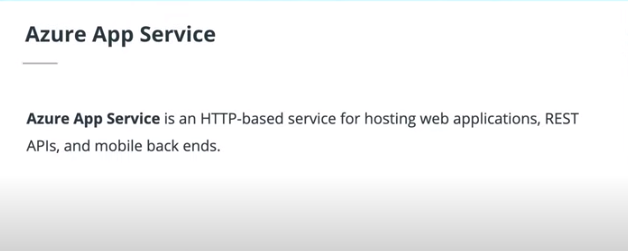 Azure App Service
Azure App Service is an HTTP-based service for hosting web applications, REST
APIs, and mobile back ends.